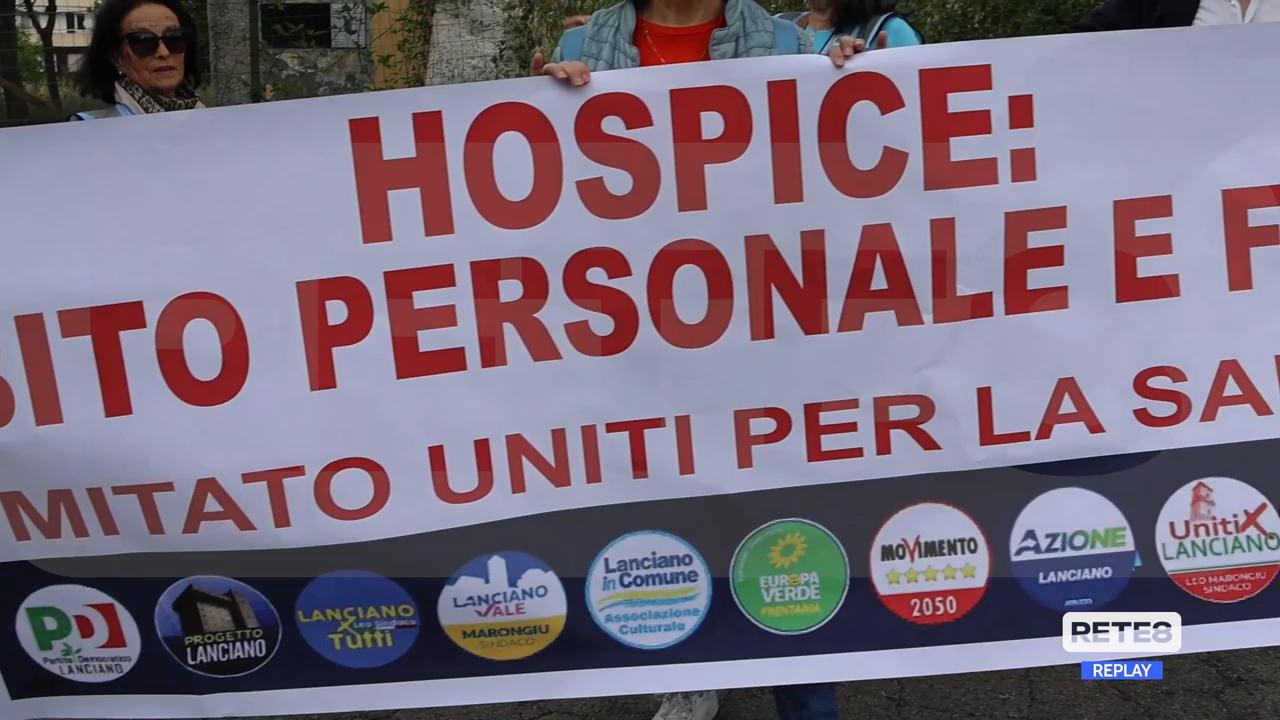 HOSPICE:
BITO PERSONALE E F
MITATO UNITI PER LA SA
PD
Partito Democratico
LANCIANO
PROGETTO
LANCIANO
LANCIANO
Leo Sindaco
x Tutti
LANCIANO
VALE
MARONGIU
SINDACO
Lanciano
in Comune
Associazione
Culturale
EUROPA
VERDE
FRENTANIA
MOVIMENTO
2050
AZIONE
LANCIANO
UnitiX
LANCIANO
LEO MARONGIU
SINDACO
RETE8
REPLAY